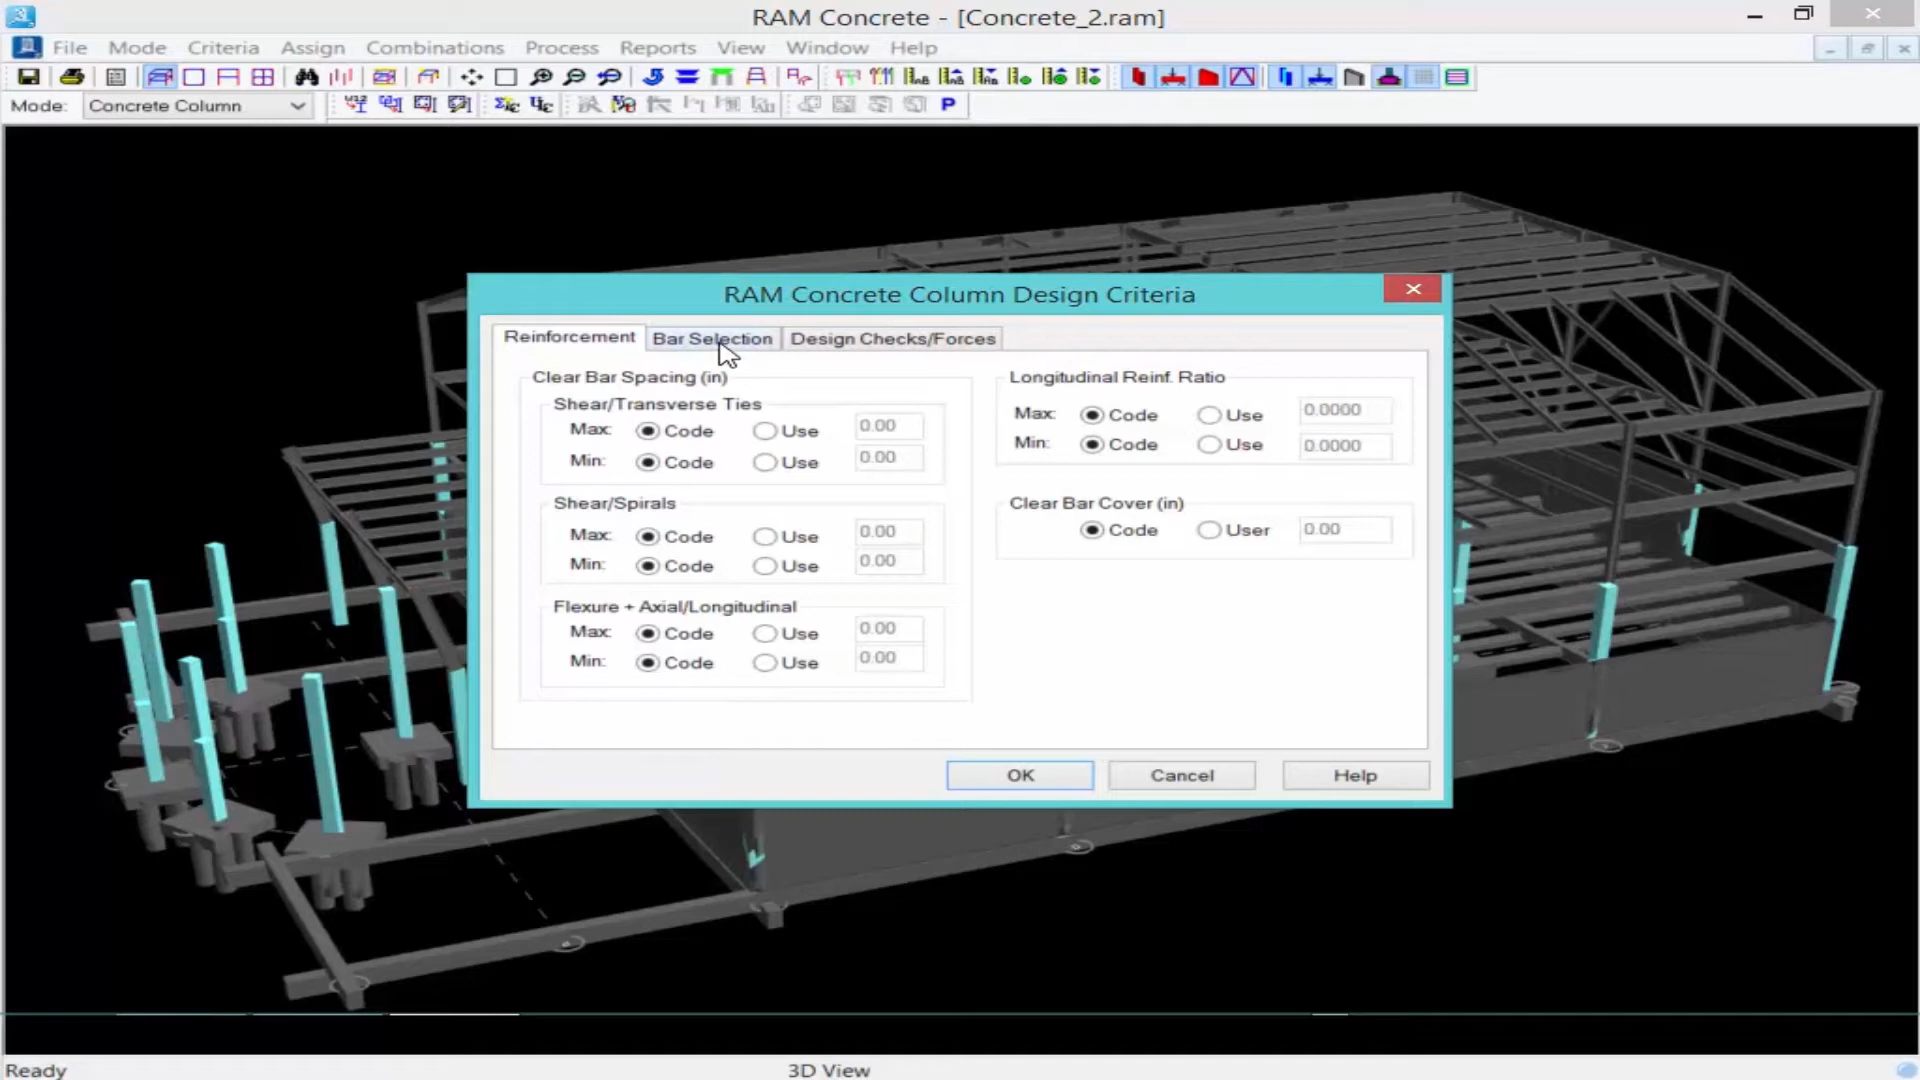 RAM Concrete - [Concrete_2.ram]
File Mode Criteria Assign Combinations Process Reports View Window Help
Mode: Concrete Column
P
RAM Concrete Column Design Criteria
Reinforcement Bar Selection Design Checks/Forces
Clear Bar Spacing (in)
Shear/Transverse Ties
Max: Code Use 0.00
Min: Code Use 0.00
Shear/Spirals
Max: Code Use 0.00
Min: Code Use 0.00
Flexure + Axial/Longitudinal
Max: Code Use 0.00
Min: Code Use 0.00
Longitudinal Reinf. Ratio
Max: Code Use 0.0000
Min: Code Use 0.0000
Clear Bar Cover (in)
Code User 0.00
OK Cancel Help
Ready 3D View